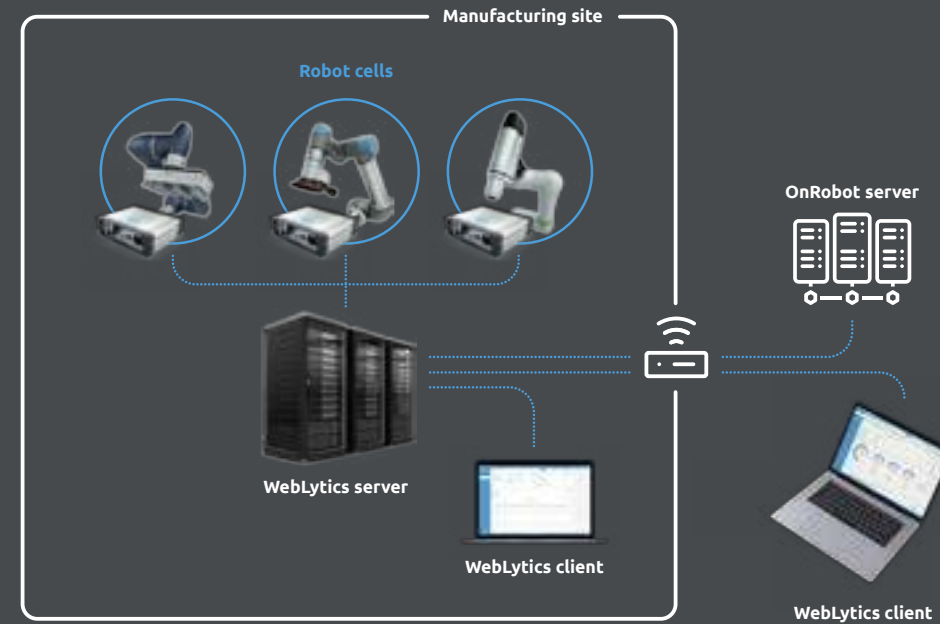 Manufacturing site
Robot cells
OnRobot server
WebLytics server
WebLytics client
WebLytics client